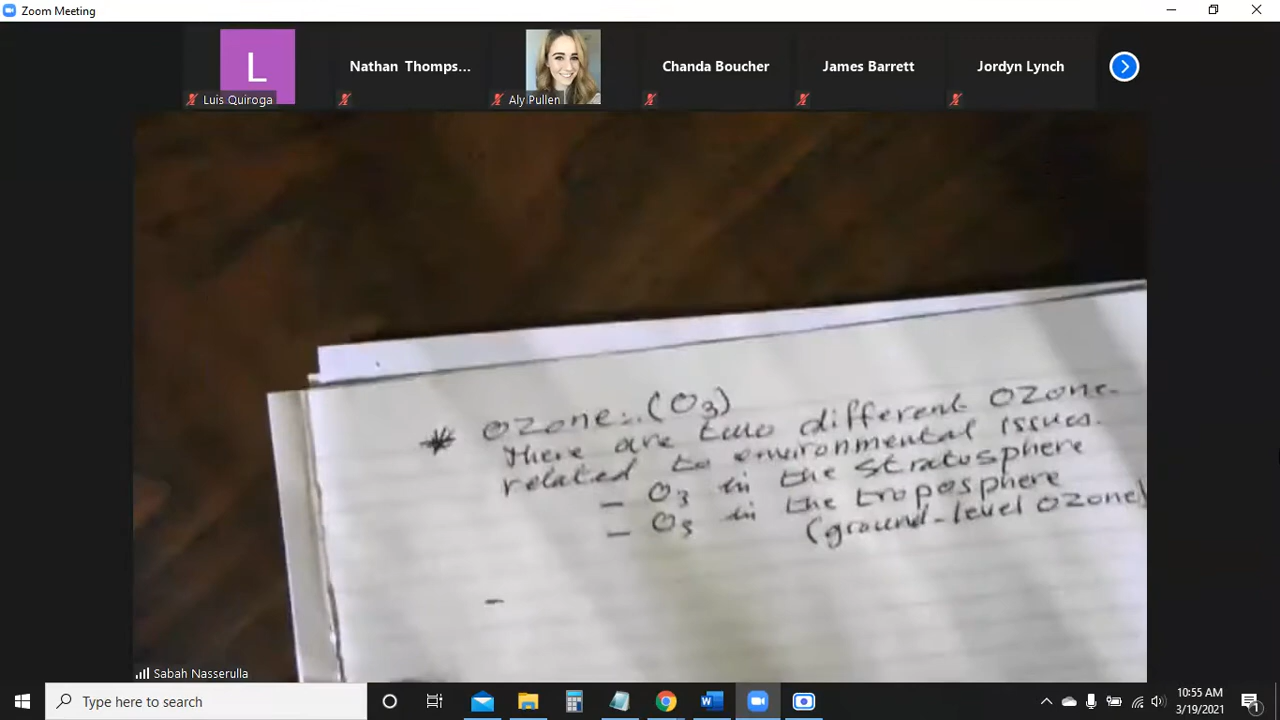 Zoom Meeting
L
Luis Quiroga
Nathan Thomps...
Aly Pullen
Chanda Boucher
James Barrett
Jordyn Lynch
* Ozone:. (O3)
There are two different Ozone.
related to environmental issues.
- O3 in the stratosphere
- O3 in the troposphere
(ground-level Ozone)
-
Sabah Nasserulla
Type here to search
10:55 AM
3/19/2021
1